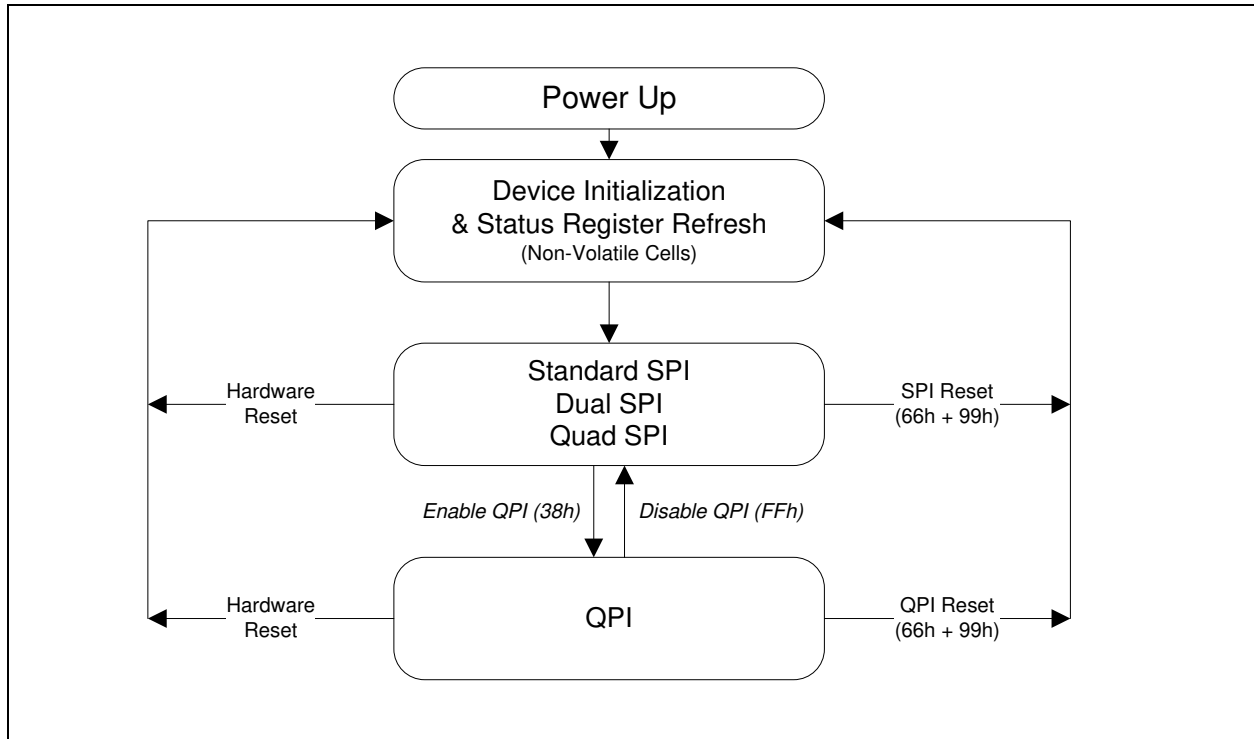 Power Up
Device Initialization
& Status Register Refresh
(Non-Volatile Cells)
Standard SPI
Dual SPI
Quad SPI
Hardware
Reset
SPI Reset
(66h + 99h)
Enable QPI (38h)
Disable QPI (FFh)
QPI
Hardware
Reset
QPI Reset
(66h + 99h)